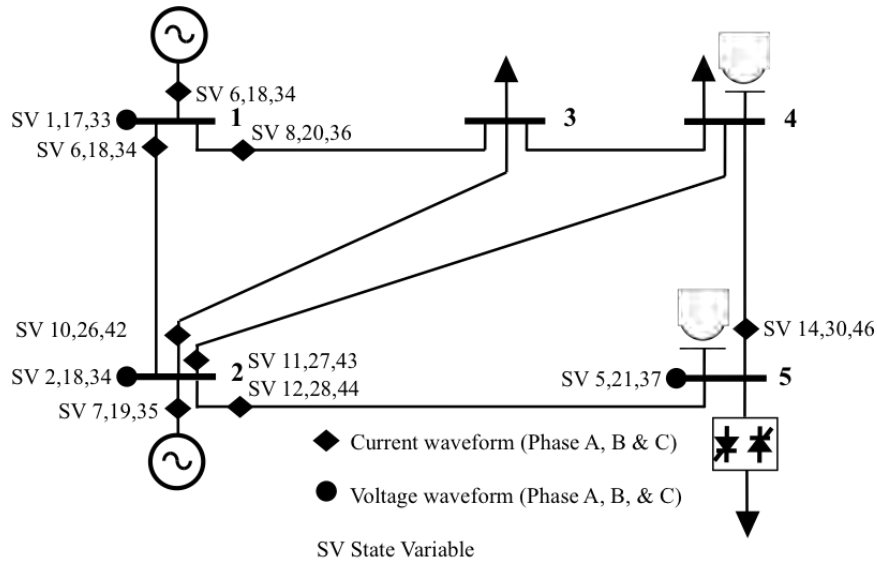 SV 6,18,34
SV 1,17,33
1
3
4
SV 6,18,34
SV 8,20,36
SV 10,26,42
SV 14,30,46
SV 11,27,43
SV 2,18,34
2
SV 12,28,44
SV 5,21,37
5
SV 7,19,35
Current waveform (Phase A, B & C)
Voltage waveform (Phase A, B, & C)
SV State Variable